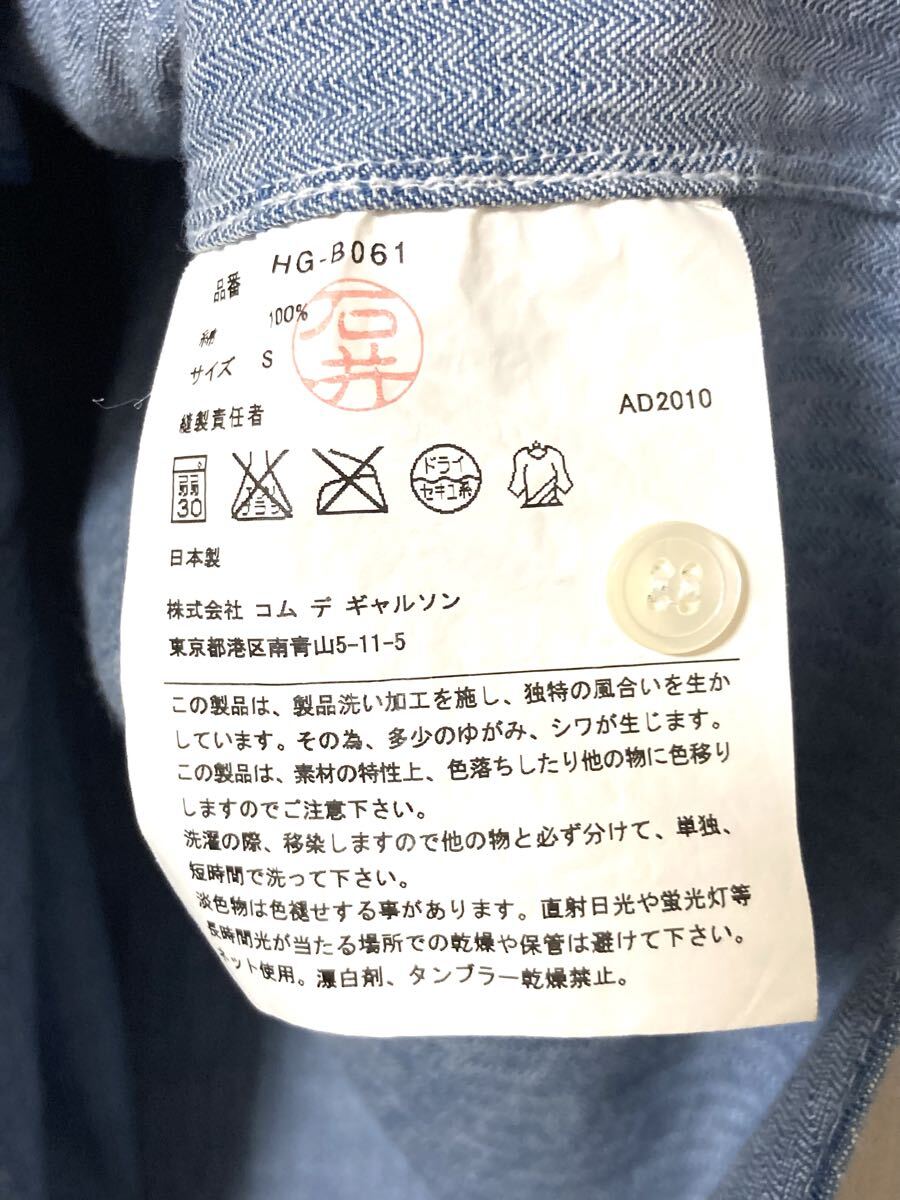 品番 HG-B061
綿 100%
サイズ S
石井
縫製責任者
AD2010
弱 30
エンソ
サラシ
ドライ
セキユ系
日本製
株式会社 コム デ ギャルソン
東京都港区南青山5-11-5
この製品は、製品洗い加工を施し、独特の風合いを生か
しています。その為、多少のゆがみ、シワが生じます。
この製品は、素材の特性上、色落ちしたり他の物に色移り
しますのでご注意下さい。
洗濯の際、移染しますので他の物と必ず分けて、単独、
短時間で洗って下さい。
淡色物は色褪せする事があります。直射日光や蛍光灯等
長時間光が当たる場所での乾燥や保管は避けて下さい。
ネット使用。漂白剤、タンブラー乾燥禁止。